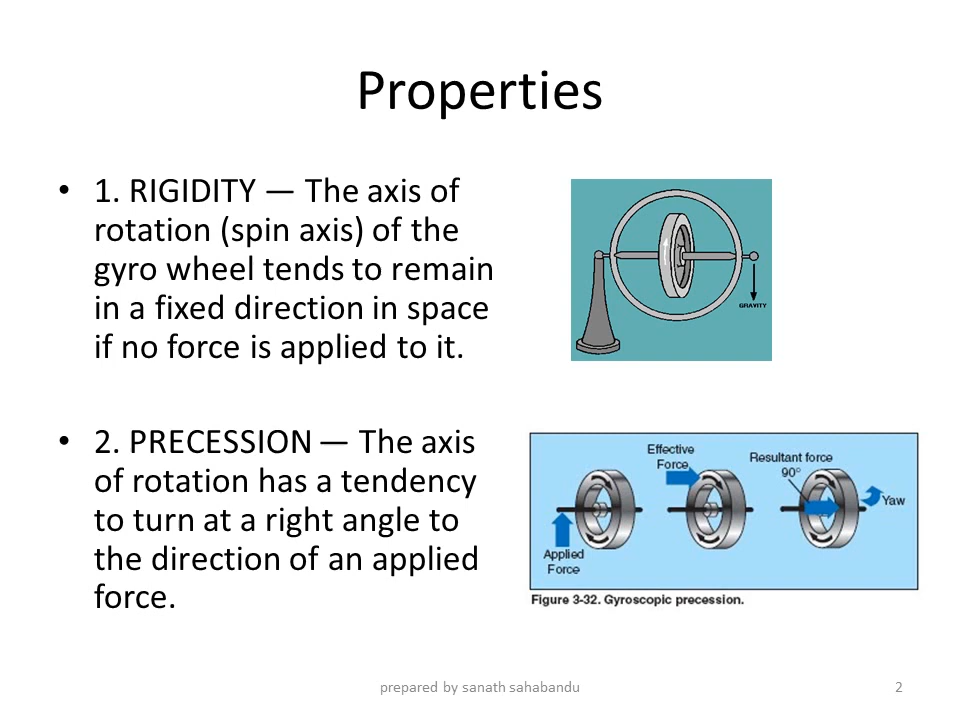 Properties
• 1. RIGIDITY — The axis of
rotation (spin axis) of the
gyro wheel tends to remain
in a fixed direction in space
if no force is applied to it.
GRAVITY
• 2. PRECESSION — The axis
of rotation has a tendency
to turn at a right angle to
the direction of an applied
force.
Effective
Force
Resultant force
90°
Yaw
Applied
Force
Figure 3-32. Gyroscopic precession.
prepared by sanath sahabandu
2